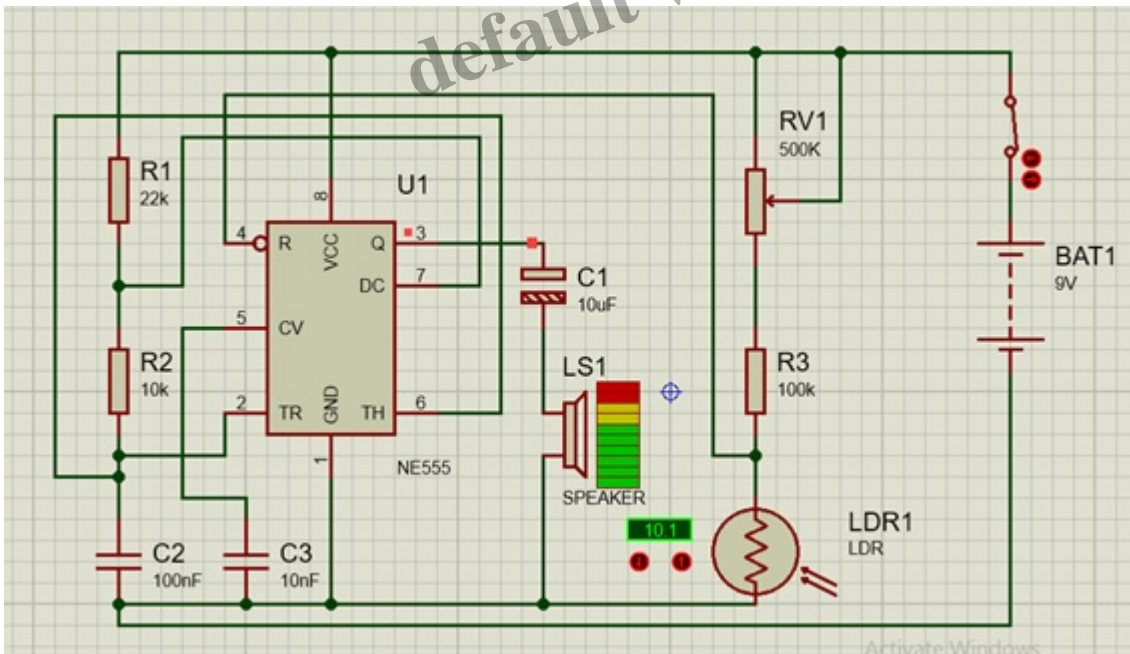 default
RV1
500K
R1
22k
U1
8
4
R
VCC
Q
3
DC
7
C1
10uF
BAT1
9V
5
CV
R2
10k
LS1
R3
100k
2
TR
GND
TH
6
1
NE555
SPEAKER
10.1
LDR1
LDR
C2
100nF
C3
10nF
Activate Windows